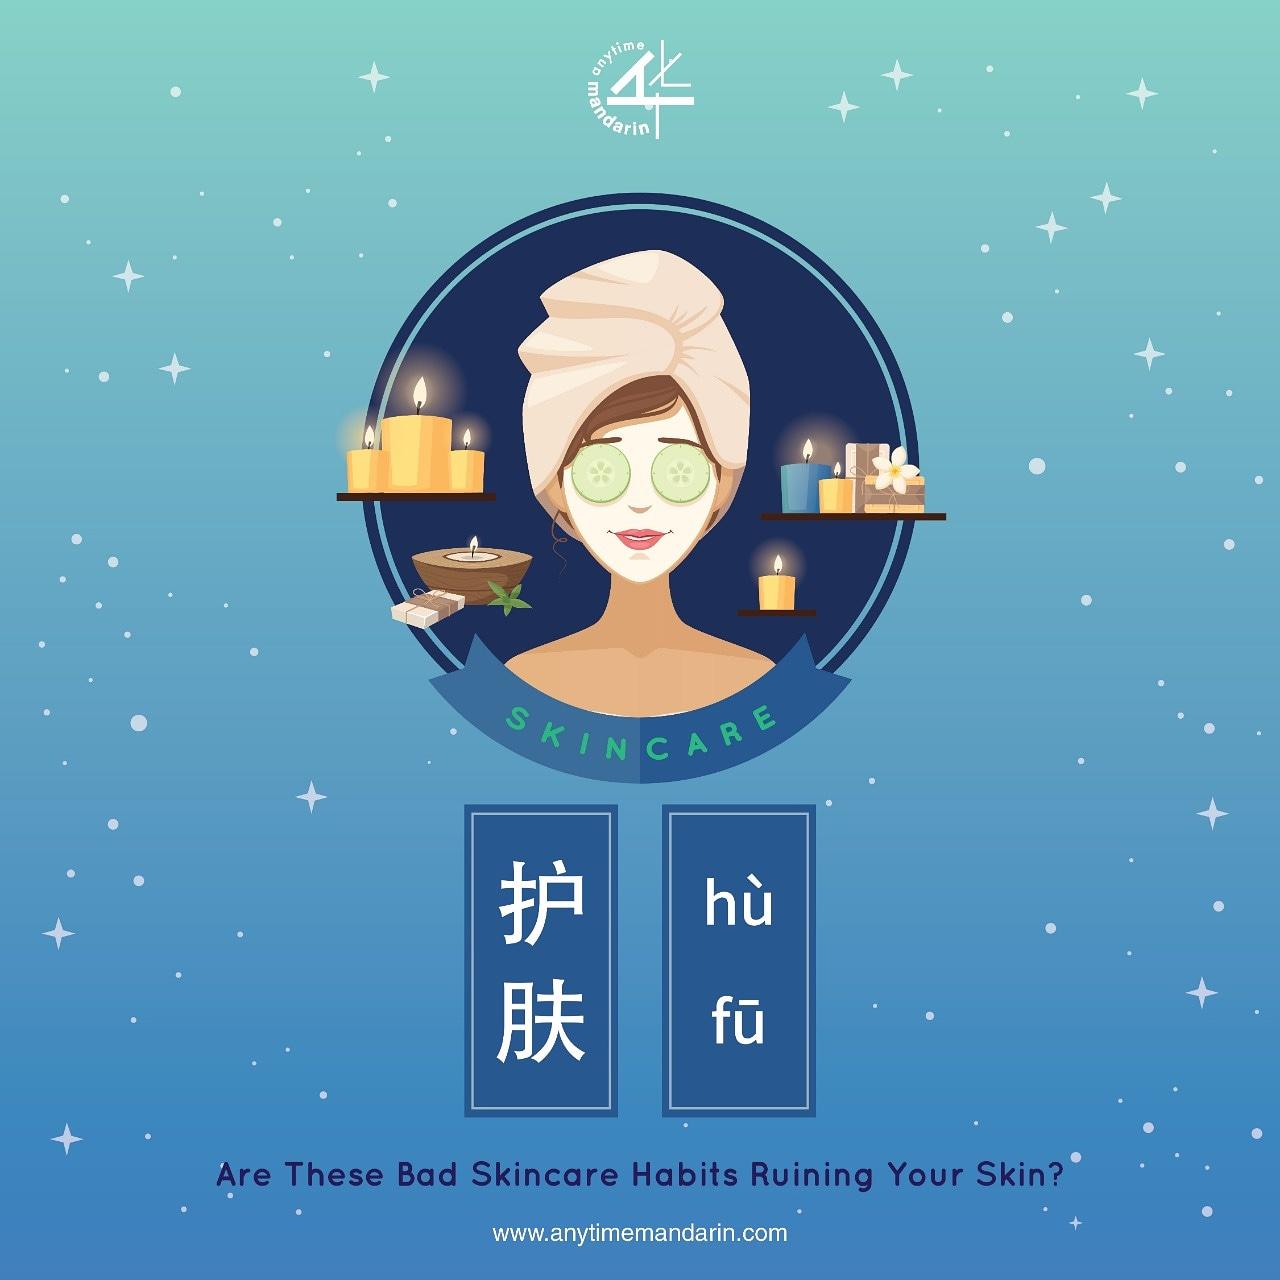 anytime
mandarin
SKINCARE
护
肤
hù
fū
Are These Bad Skincare Habits Ruining Your Skin?
www.anytimemandarin.com